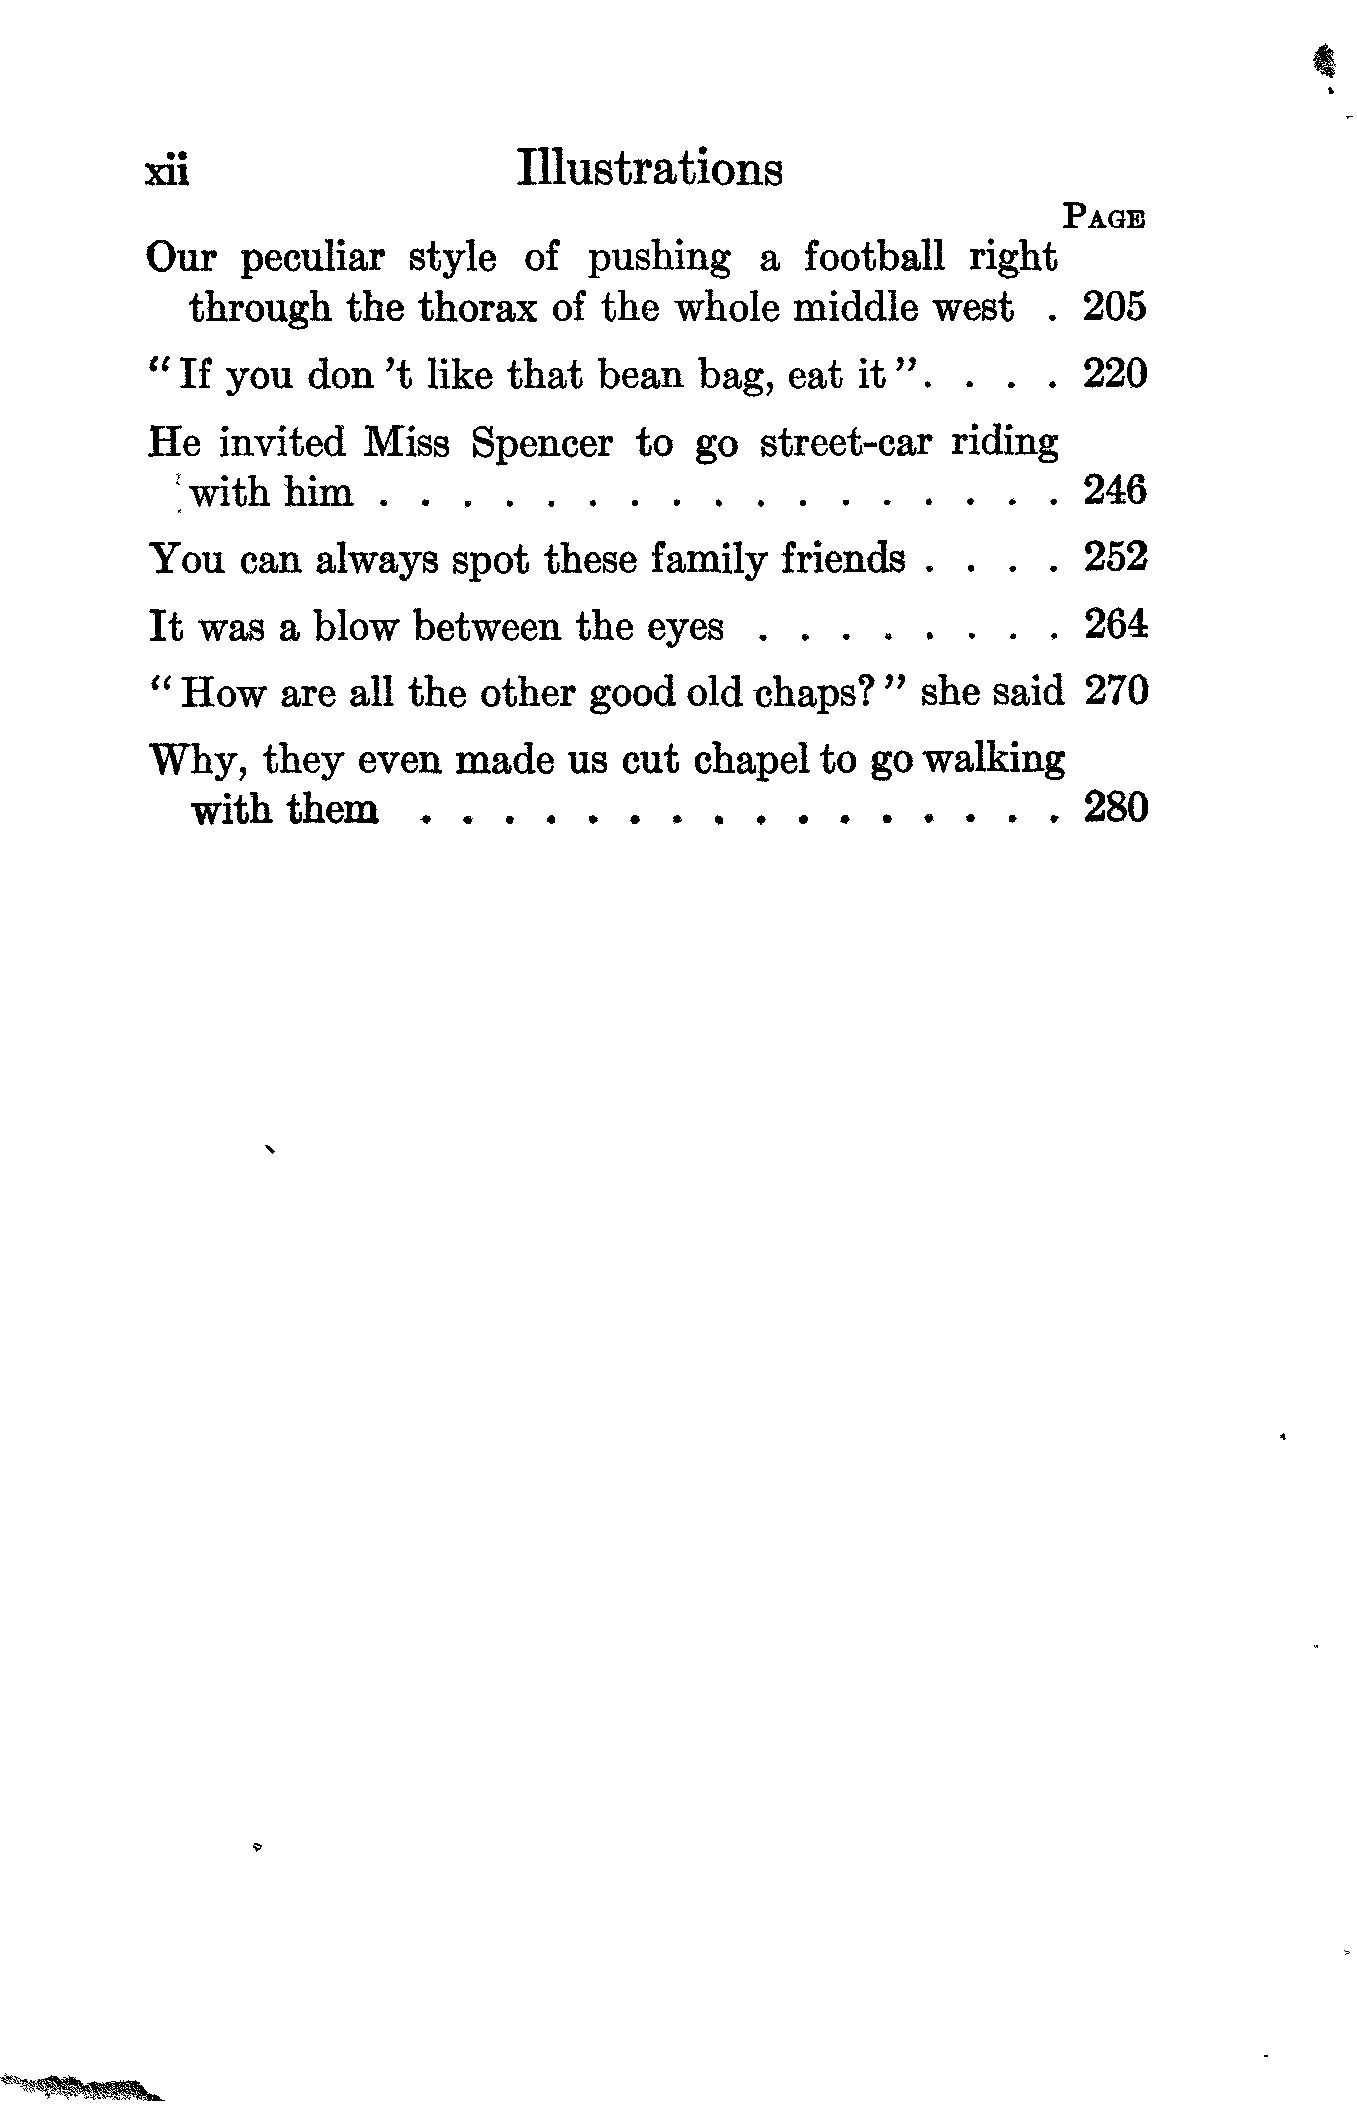 xii Illustrations
PAGE
Our peculiar style of pushing a football right
through the thorax of the whole middle west . 205
“If you don 't like that bean bag, eat it”. . . . 220
He invited Miss Spencer to go street-car riding
with him . . . . . . . . . . . . . . . . . 246
You can always spot these family friends . . . . 252
It was a blow between the eyes . . . . . . . . 264
“How are all the other good old chaps?” she said 270
Why, they even made us cut chapel to go walking
with them . . . . . . . . . . . . . . . . 280